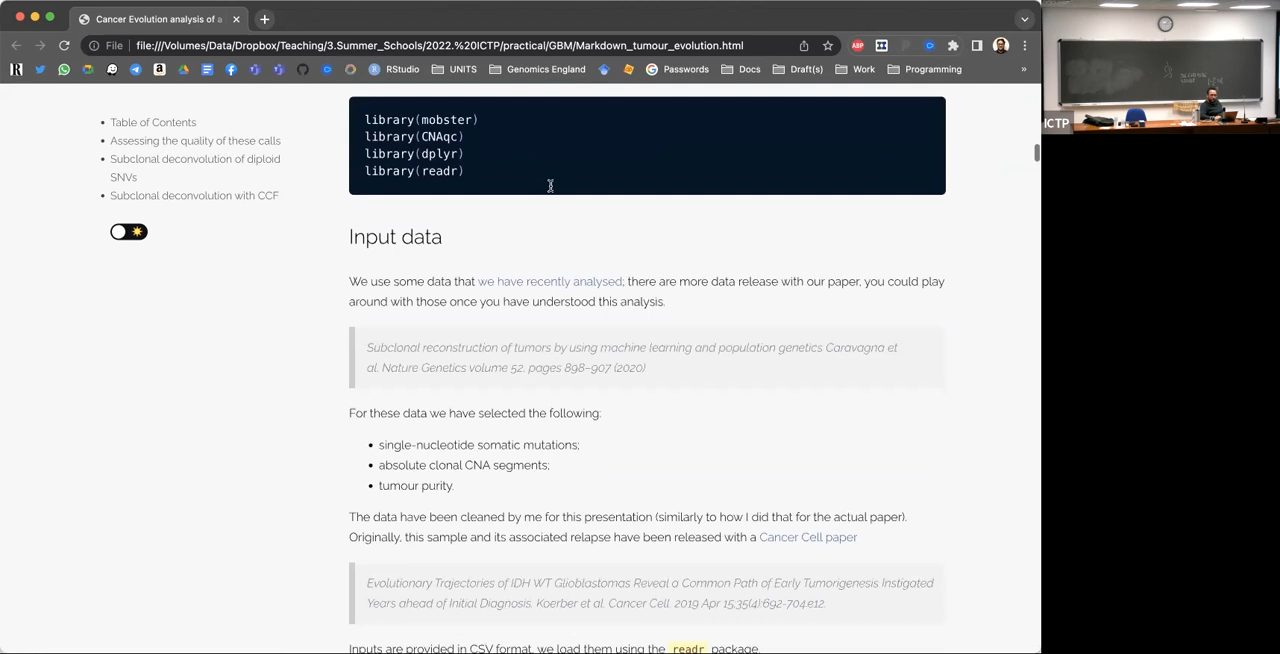 Cancer Evolution analysis of a
File file:///Volumes/Data/Dropbox/Teaching/3.Summer_Schools/2022.%20ICTP/practical/GBM/Markdown_tumour_evolution.html
ABP
RStudio UNITS Genomics England Passwords Docs Draft(s) Work Programming »
Table of Contents
Assessing the quality of these calls
Subclonal deconvolution of diploid
SNVs
Subclonal deconvolution with CCF
library(mobster)
library(CNAqc)
library(dplyr)
library(readr)
Input data
We use some data that we have recently analysed; there are more data release with our paper, you could play
around with those once you have understood this analysis.
Subclonal reconstruction of tumors by using machine learning and population genetics Caravagna et
al. Nature Genetics volume 52, pages 898–907 (2020)
For these data we have selected the following:
single-nucleotide somatic mutations;
absolute clonal CNA segments;
tumour purity.
The data have been cleaned by me for this presentation (similarly to how I did that for the actual paper).
Originally, this sample and its associated relapse have been released with a Cancer Cell paper
Evolutionary Trajectories of IDH WT Glioblastomas Reveal a Common Path of Early Tumorigenesis Instigated
Years ahead of Initial Diagnosis. Koerber et al. Cancer Cell. 2019 Apr 15;35(4):692-704.e12.
Inputs are provided in CSV format, we load them using the readr package.
ICTP